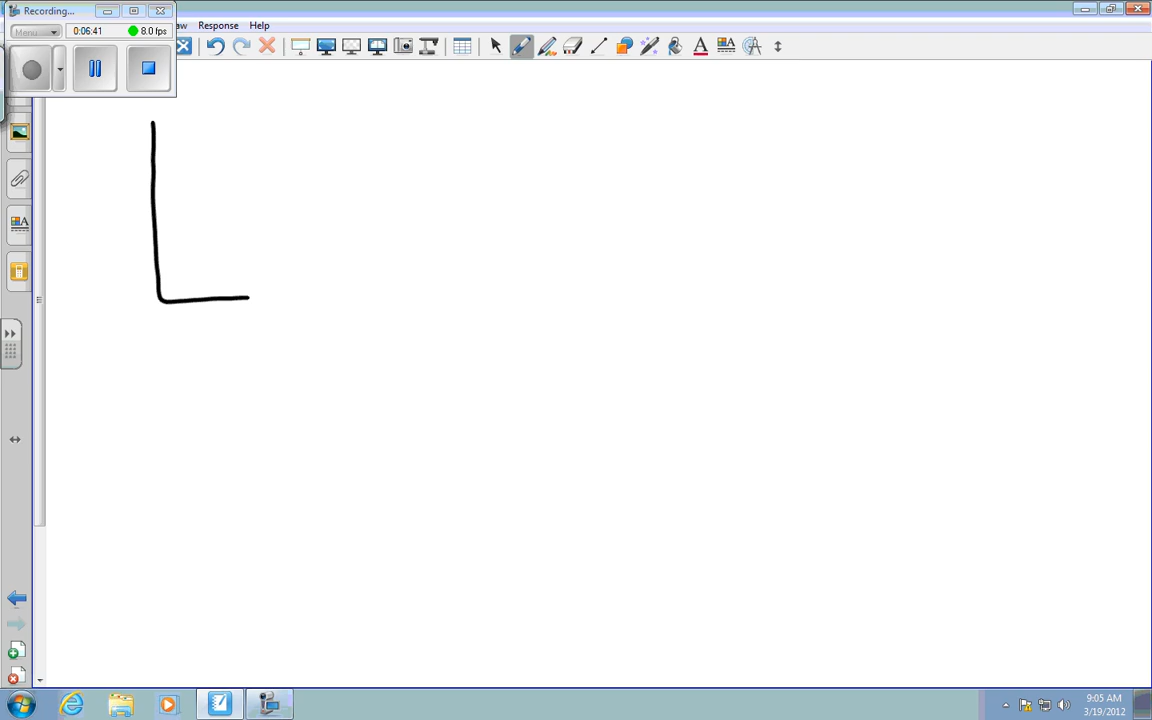 Recording...
Menu 0:06:41 8.0 fps
aw Response Help
9:05 AM
3/19/2012